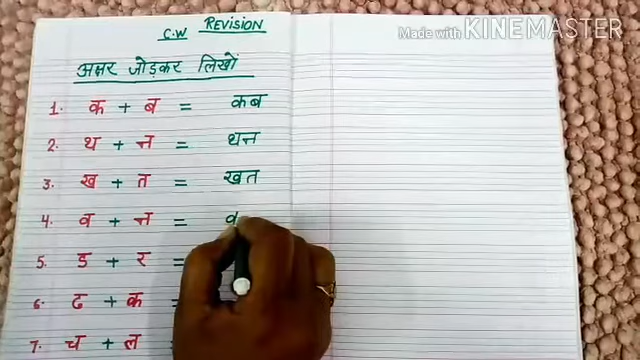 Made with KINEMASTER
C.W REVISION
अक्षर जोड़कर लिखों
1. क + ब = कब
2. थ + न = थन
3. ख + त = खत
4. व + न = व
5. ड + र =
6. ढ + क =
7. च + ल =